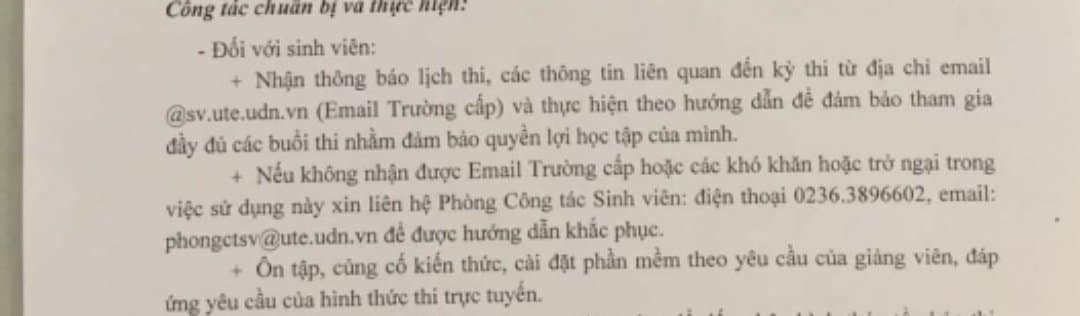 Công tác chuẩn bị và thực hiện:
- Đối với sinh viên:
+ Nhận thông báo lịch thi, các thông tin liên quan đến kỳ thi từ địa chỉ email
@sv.ute.udn.vn (Email Trường cấp) và thực hiện theo hướng dẫn để đảm bảo tham gia
đầy đủ các buổi thi nhằm đảm bảo quyền lợi học tập của mình.
+ Nếu không nhận được Email Trường cấp hoặc các khó khăn hoặc trở ngại trong
việc sử dụng này xin liên hệ Phòng Công tác Sinh viên: điện thoại 0236.3896602, email:
phongctsv@ute.udn.vn để được hướng dẫn khắc phục.
+ Ôn tập, củng cố kiến thức, cài đặt phần mềm theo yêu cầu của giảng viên, đáp
ứng yêu cầu của hình thức thi trực tuyến.